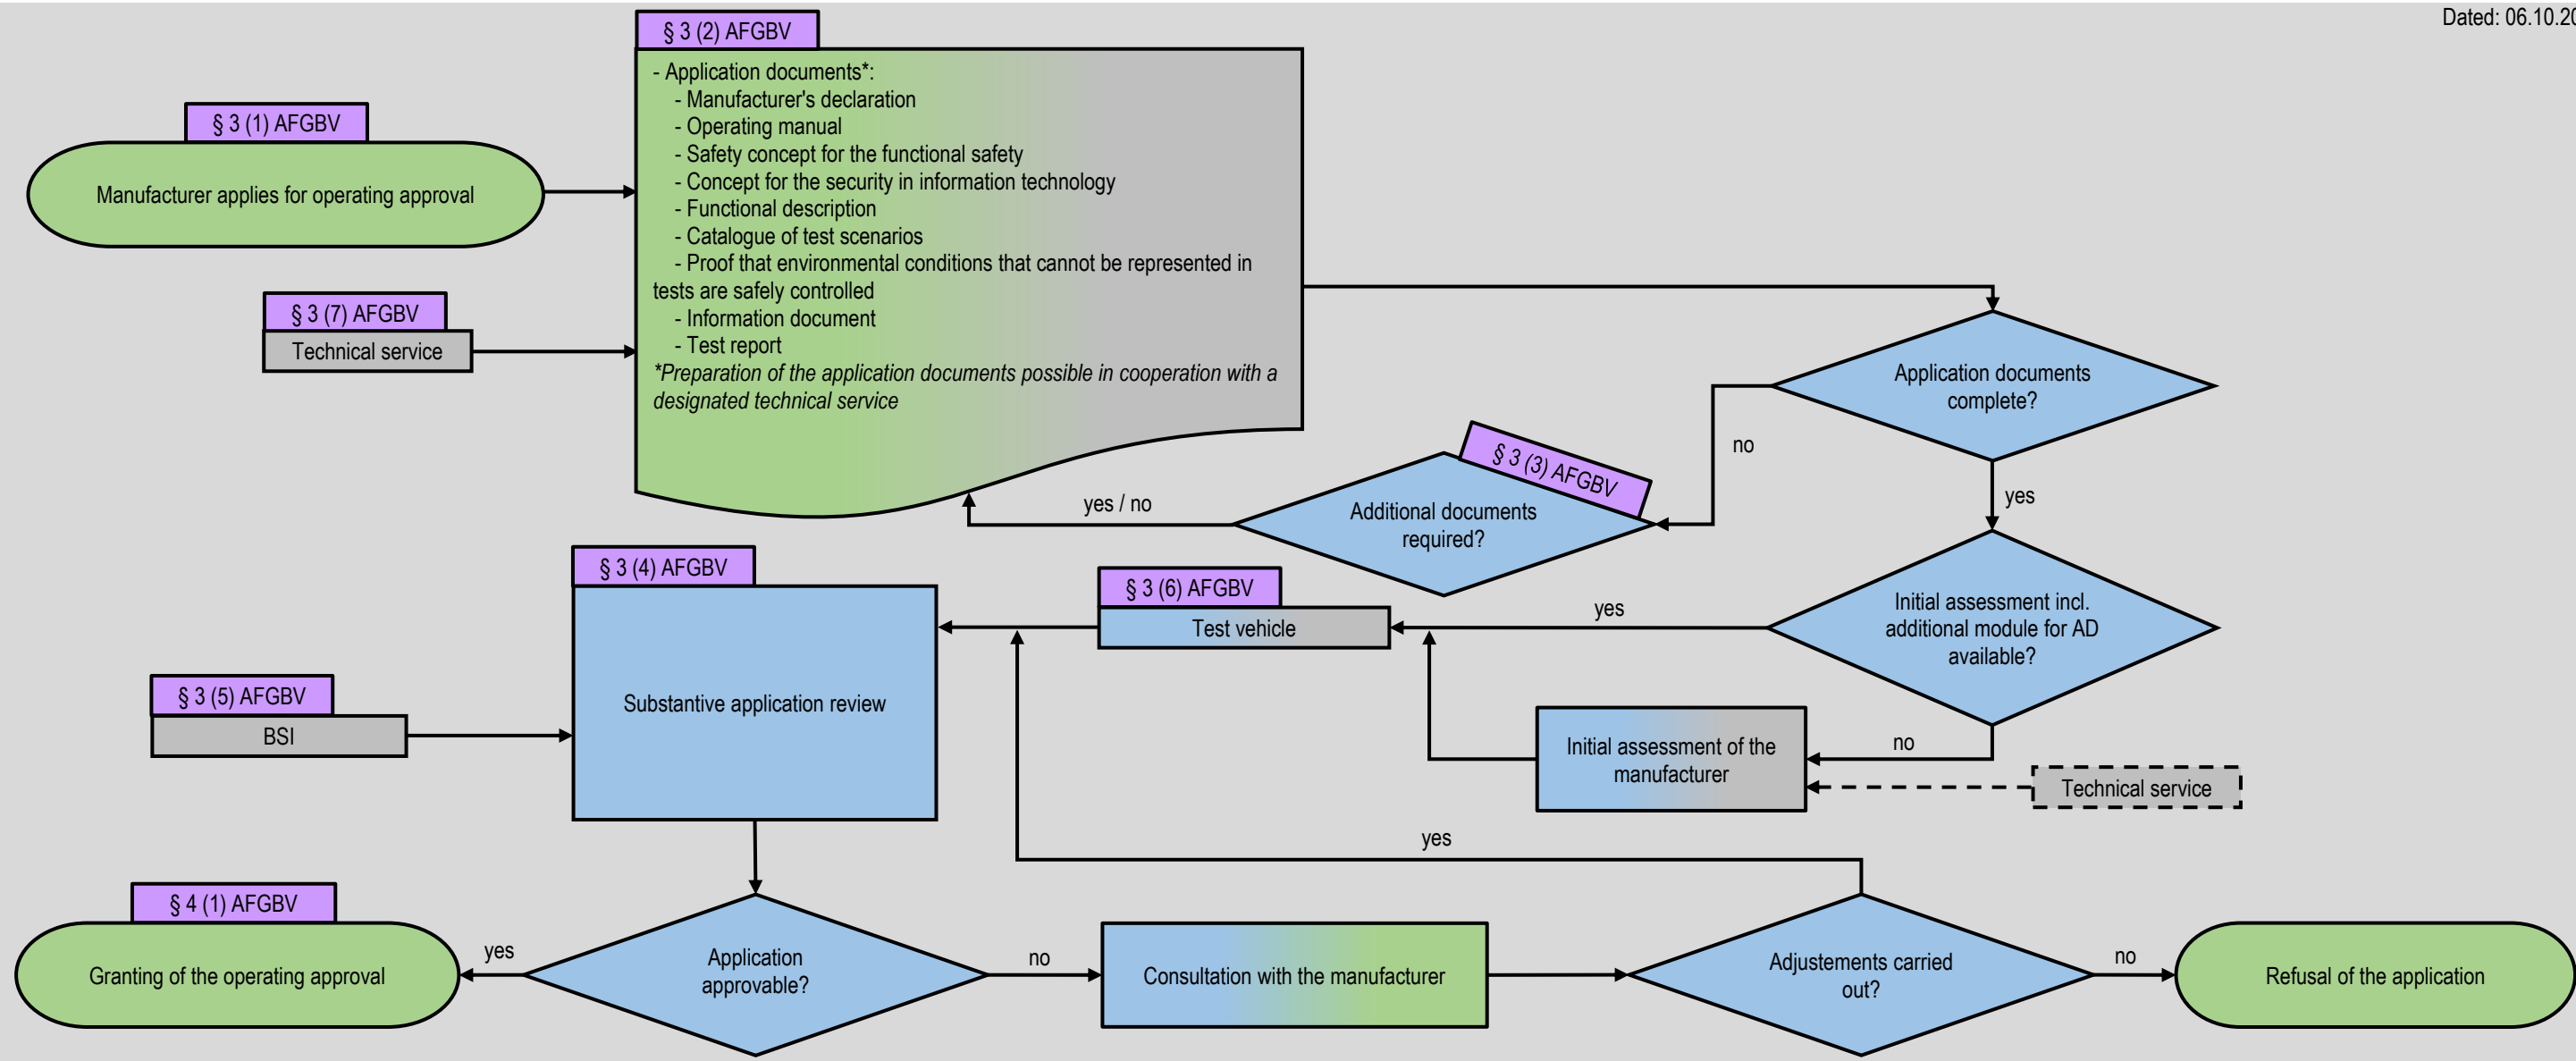 Dated: 06.10.20
§ 3 (2) AFGBV
- Application documents*:
- Manufacturer's declaration
- Operating manual
- Safety concept for the functional safety
- Concept for the security in information technology
- Functional description
- Catalogue of test scenarios
- Proof that environmental conditions that cannot be represented in
tests are safely controlled
- Information document
- Test report
*Preparation of the application documents possible in cooperation with a
designated technical service
§ 3 (1) AFGBV
Manufacturer applies for operating approval
§ 3 (7) AFGBV
Technical service
Application documents
complete?
no
yes
§ 3 (3) AFGBV
Additional documents
required?
yes / no
Initial assessment incl.
additional module for AD
available?
yes
no
§ 3 (6) AFGBV
Test vehicle
Initial assessment of the
manufacturer
Technical service
§ 3 (4) AFGBV
Substantive application review
§ 3 (5) AFGBV
BSI
yes
§ 4 (1) AFGBV
Granting of the operating approval
yes
Application
approvable?
no
Consultation with the manufacturer
Adjustements carried
out?
no
Refusal of the application